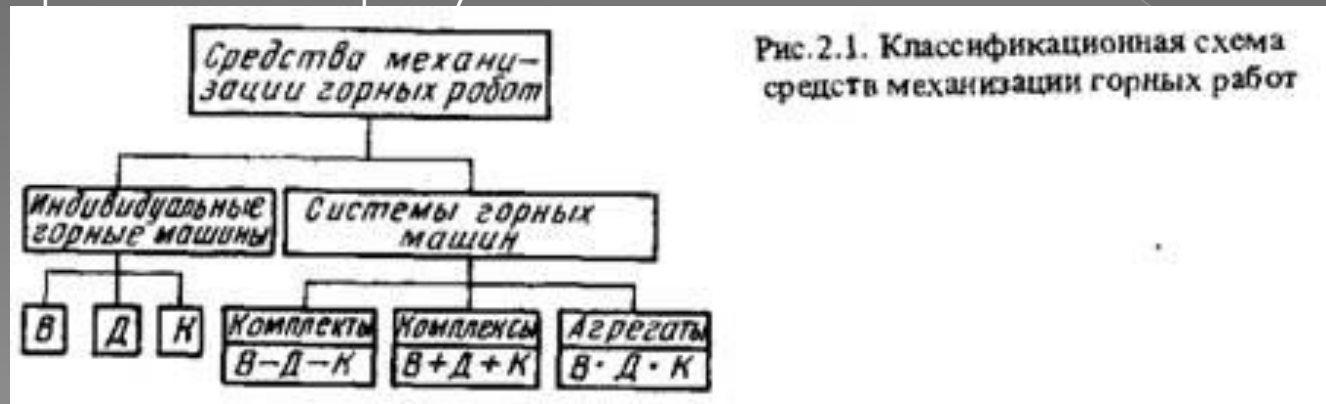 Рис.2.1. Классификационная схема
средств механизации горных работ
Средства механи-
зации горных работ
Индивидуальные
горные машины
Системы горных
машин
В
Д
К
Комплекты
В-Д-К
Комплексы
В+Д+К
Агрегаты
В·Д·К